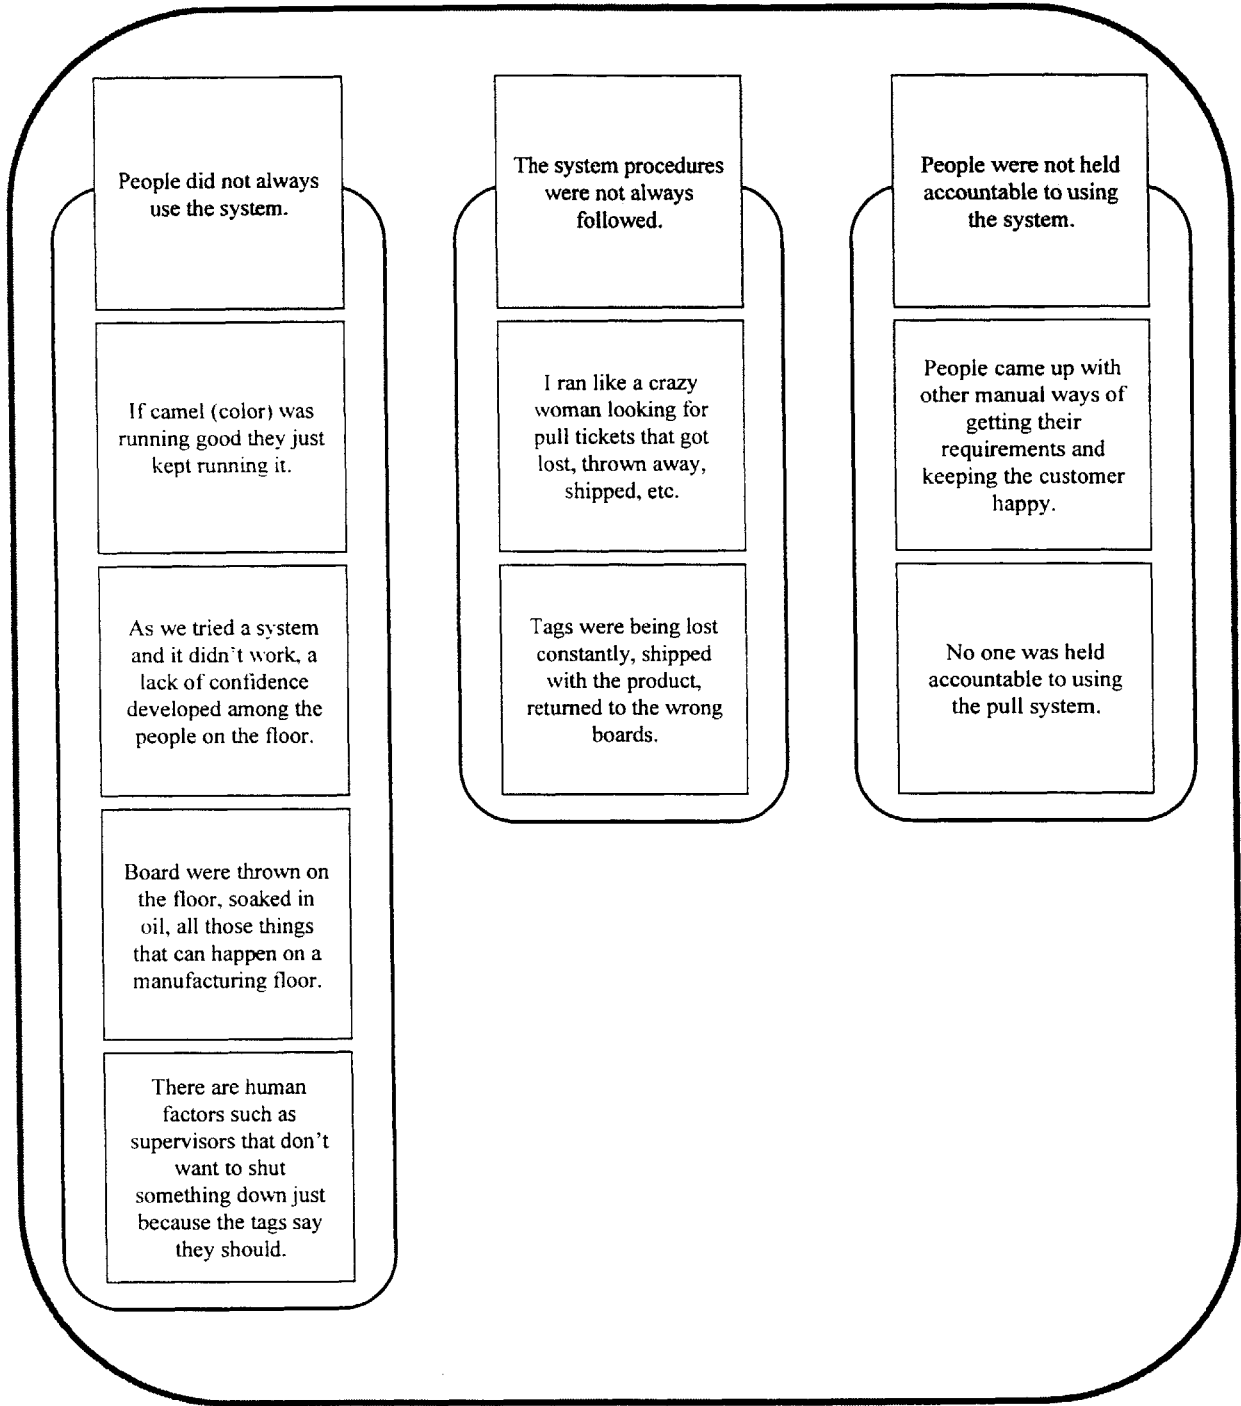 People did not always
use the system.
If camel (color) was
running good they just
kept running it.
As we tried a system
and it didn't work, a
lack of confidence
developed among the
people on the floor.
Board were thrown on
the floor, soaked in
oil, all those things
that can happen on a
manufacturing floor.
There are human
factors such as
supervisors that don't
want to shut
something down just
because the tags say
they should.
The system procedures
were not always
followed.
I ran like a crazy
woman looking for
pull tickets that got
lost, thrown away,
shipped, etc.
Tags were being lost
constantly, shipped
with the product,
returned to the wrong
boards.
People were not held
accountable to using
the system.
People came up with
other manual ways of
getting their
requirements and
keeping the customer
happy.
No one was held
accountable to using
the pull system.